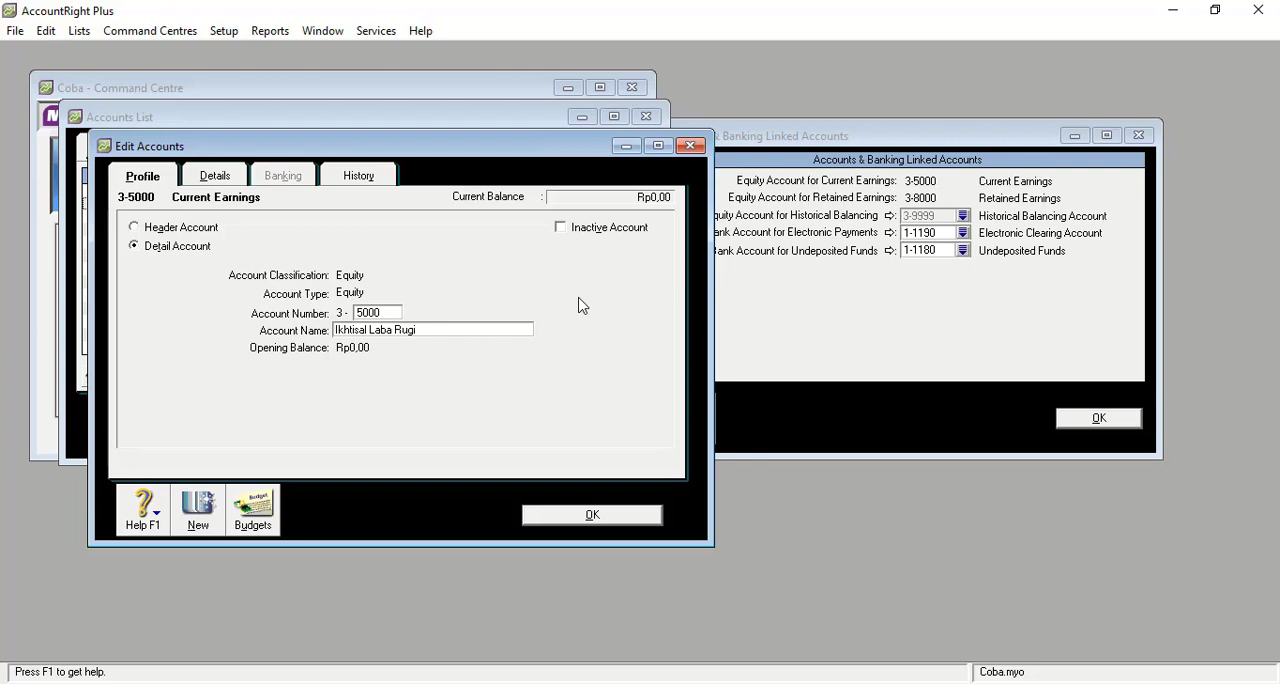 AccountRight Plus
File Edit Lists Command Centres Setup Reports Window Services Help
Coba - Command Centre
Accounts List
Edit Accounts
Profile Details Banking History
3-5000 Current Earnings Current Balance : Rp0,00
Header Account Inactive Account
Detail Account
Account Classification: Equity
Account Type: Equity
Account Number: 3 - 5000
Account Name: Ikhtisal Laba Rugi
Opening Balance: Rp0,00
Help F1 New Budgets
OK
& Banking Linked Accounts
Accounts & Banking Linked Accounts
Equity Account for Current Earnings: 3-5000 Current Earnings
Equity Account for Retained Earnings: 3-8000 Retained Earnings
quity Account for Historical Balancing 3-9999 Historical Balancing Account
ank Account for Electronic Payments 1-1190 Electronic Clearing Account
ank Account for Undeposited Funds 1-1180 Undeposited Funds
OK
Press F1 to get help. Coba.myo